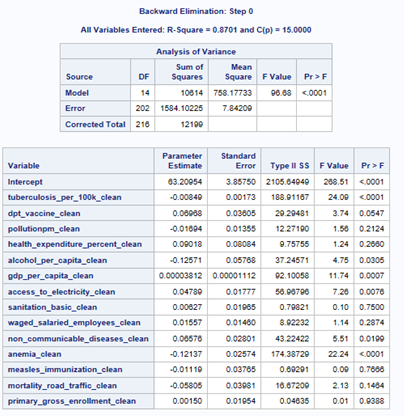 Backward Elimination: Step 0
All Variables Entered: R-Square = 0.8701 and C(p) = 15.0000
Analysis of Variance
Source DF Sum of Squares Mean Square F Value Pr > F
Model 14 10614 758.17733 96.68 <.0001
Error 202 1584.10225 7.84209
Corrected Total 216 12199
Variable Parameter Estimate Standard Error Type II SS F Value Pr > F
Intercept 63.20954 3.85750 2105.64949 268.51 <.0001
tuberculosis_per_100k_clean -0.00849 0.00173 188.91167 24.09 <.0001
dpt_vaccine_clean 0.06968 0.03605 29.29481 3.74 0.0547
pollutionpm_clean -0.01694 0.01355 12.27190 1.56 0.2124
health_expenditure_percent_clean 0.09018 0.08084 9.75755 1.24 0.2660
alcohol_per_capita_clean -0.12571 0.05768 37.24571 4.75 0.0305
gdp_per_capita_clean 0.00003812 0.00001112 92.10058 11.74 0.0007
access_to_electricity_clean 0.04789 0.01777 56.96796 7.26 0.0076
sanitation_basic_clean 0.00627 0.01965 0.79821 0.10 0.7500
waged_salaried_employees_clean 0.01557 0.01460 8.92232 1.14 0.2874
non_communicable_diseases_clean 0.06576 0.02801 43.22422 5.51 0.0199
anemia_clean -0.12137 0.02574 174.38729 22.24 <.0001
measles_immunization_clean -0.01119 0.03765 0.69291 0.09 0.7666
mortality_road_traffic_clean -0.05805 0.03981 16.67209 2.13 0.1464
primary_gross_enrollment_clean 0.00150 0.01954 0.04635 0.01 0.9388